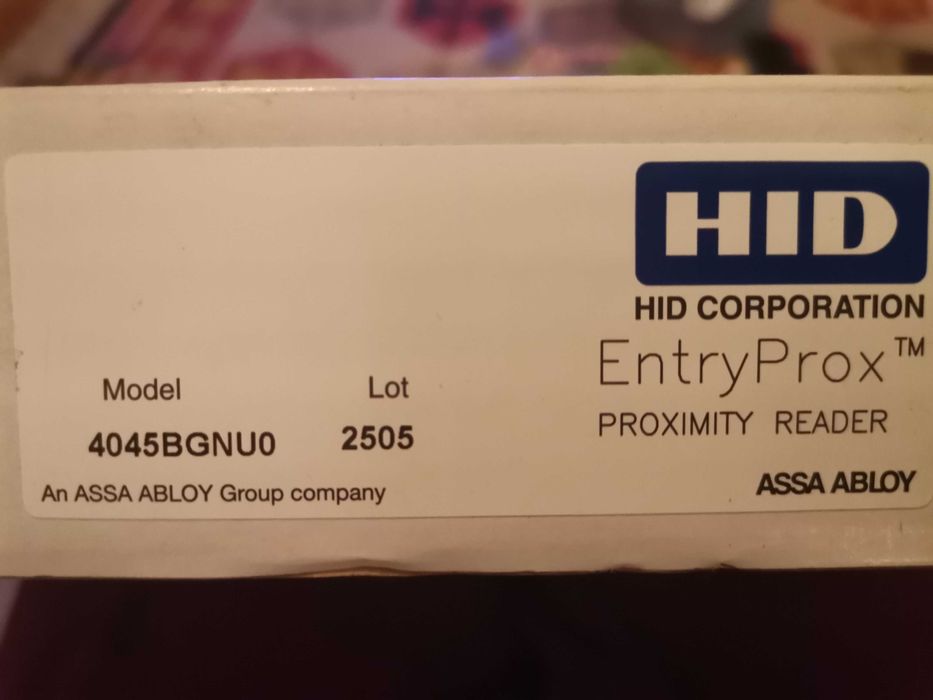 HID
HID CORPORATION
EntryProx™
PROXIMITY READER
Model Lot
4045BGNU0 2505
An ASSA ABLOY Group company
ASSA ABLOY